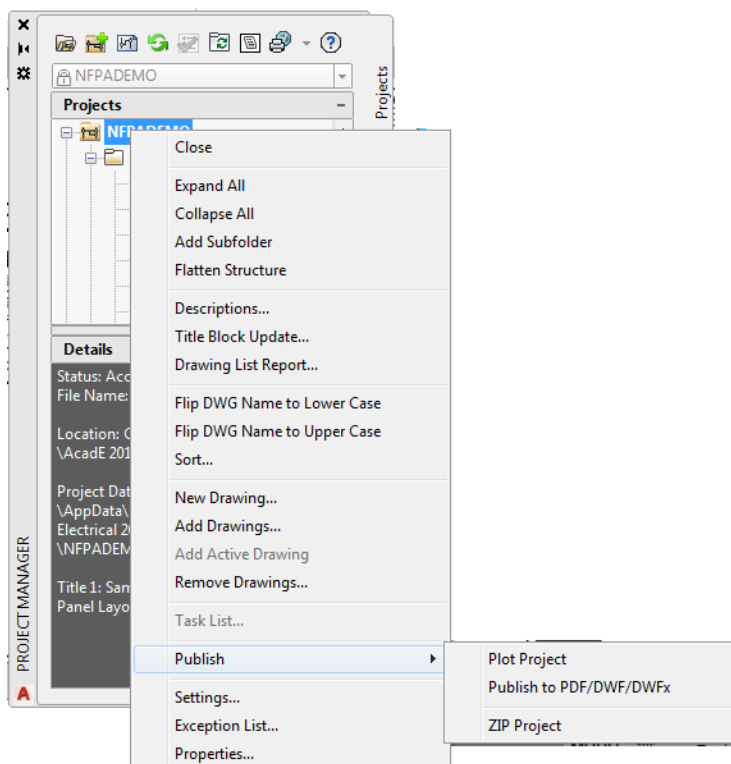 NFPADEMO
Projects
Projects
NFPADEMO
Close
Expand All
Collapse All
Add Subfolder
Flatten Structure
Descriptions...
Title Block Update...
Drawing List Report...
Flip DWG Name to Lower Case
Flip DWG Name to Upper Case
Sort...
New Drawing...
Add Drawings...
Add Active Drawing
Remove Drawings...
Task List...
Publish
Settings...
Exception List...
Properties...
Plot Project
Publish to PDF/DWF/DWFx
ZIP Project
Details
Status: Acc
File Name:
Location: C
\AcadE 201
Project Dat
\AppData\
Electrical 2
\NFPADEM
Title 1: Sam
Panel Layo
PROJECT MANAGER
A